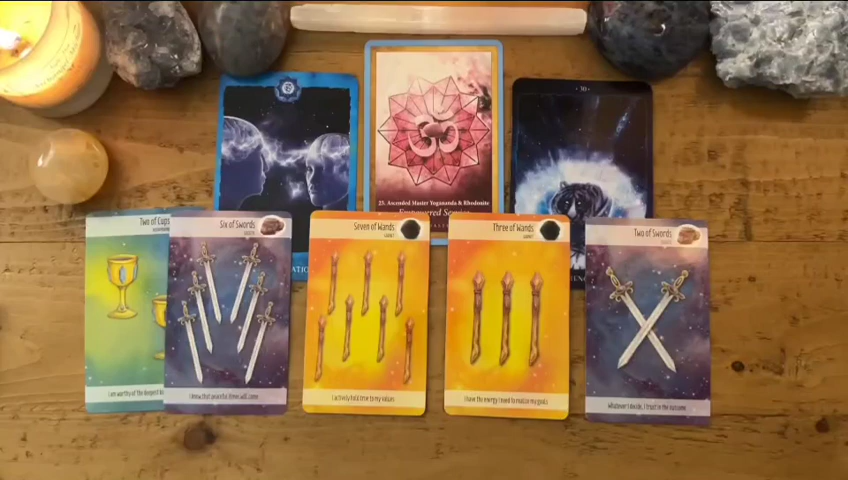 · 30 ·
23. Ascended Master Yogananda & Rhodonite
Empowered Ser
Two of Cups
Six of Swords
Seven of Wands
Three of Wands
Two of Swords
I am worthy of the deepest
I know that peaceful times will come
I actively hold true to my values
I have the energy I need to realize my goals
Whatever I decide, I trust in the outcome